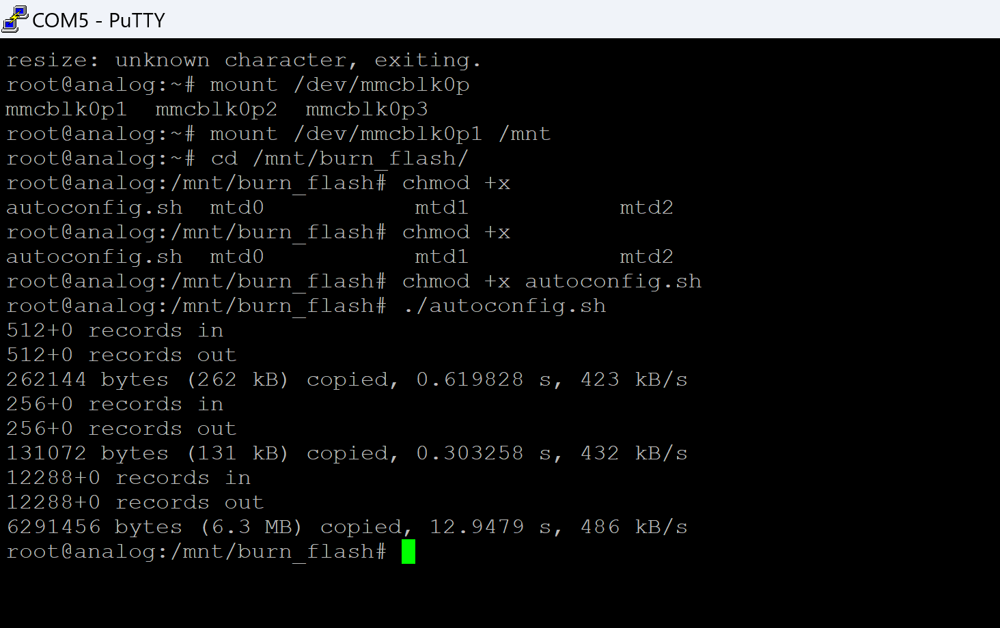 COM5 - PuTTY
resize: unknown character, exiting.
root@analog:~# mount /dev/mmcblk0p
mmcblk0p1  mmcblk0p2  mmcblk0p3
root@analog:~# mount /dev/mmcblk0p1 /mnt
root@analog:~# cd /mnt/burn_flash/
root@analog:/mnt/burn_flash# chmod +x
autoconfig.sh  mtd0           mtd1           mtd2
root@analog:/mnt/burn_flash# chmod +x
autoconfig.sh  mtd0           mtd1           mtd2
root@analog:/mnt/burn_flash# chmod +x autoconfig.sh
root@analog:/mnt/burn_flash# ./autoconfig.sh
512+0 records in
512+0 records out
262144 bytes (262 kB) copied, 0.619828 s, 423 kB/s
256+0 records in
256+0 records out
131072 bytes (131 kB) copied, 0.303258 s, 432 kB/s
12288+0 records in
12288+0 records out
6291456 bytes (6.3 MB) copied, 12.9479 s, 486 kB/s
root@analog:/mnt/burn_flash#